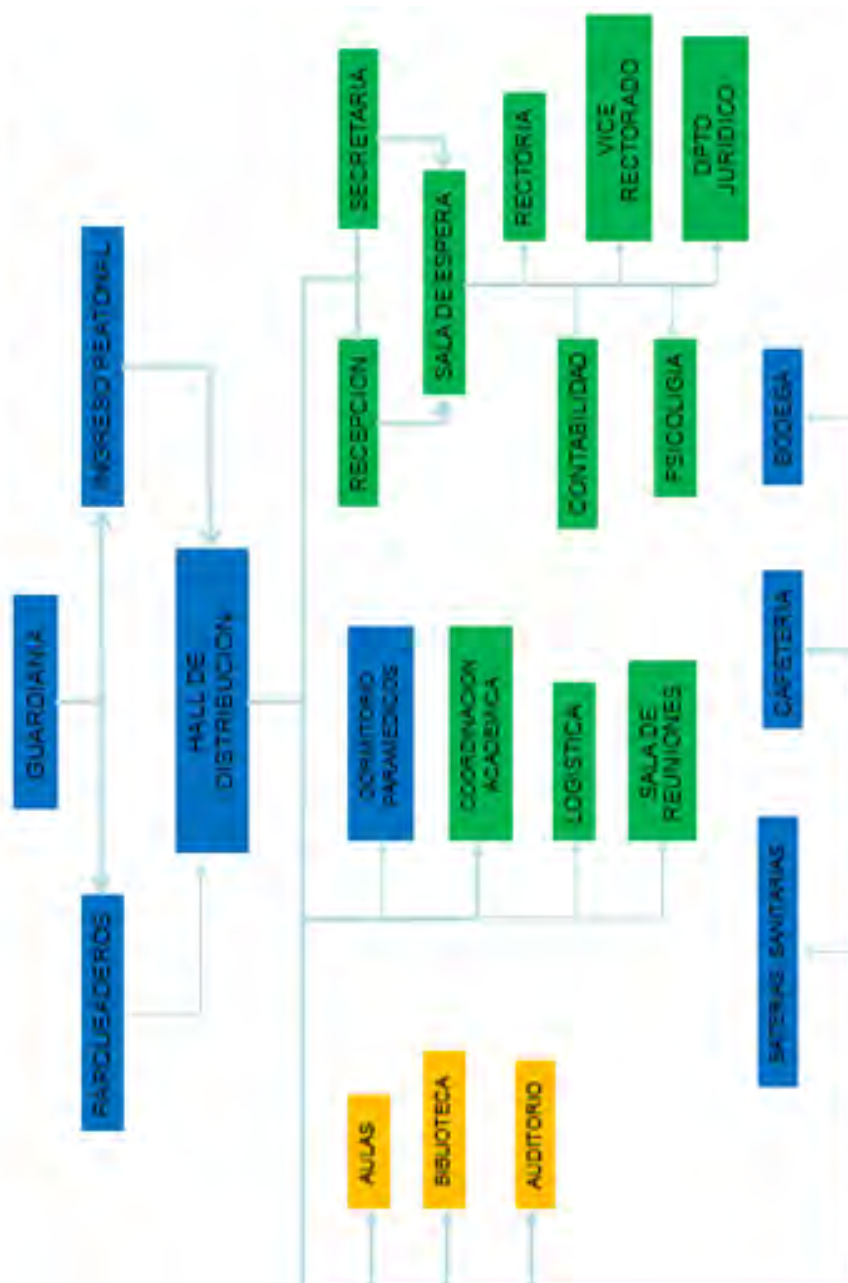 GUARDIANIA
PARQUEADEROS
INGRESO PEATONAL
HALL DE
DISTRIBUCION
AULAS
BIBLIOTECA
AUDITORIO
DORMITORIO
PARAMEDICOS
COORDINACION
ACADEMICA
LOGISTICA
SALA DE
REUNIONES
RECEPCION
SECRETARIA
SALA DE ESPERA
RECTORIA
CONTABILIDAD
VICE
RECTORADO
PSICOLIGIA
DPTO
JURIDICO
BATERIAS SANITARIAS
CAFETERIA
BODEGA